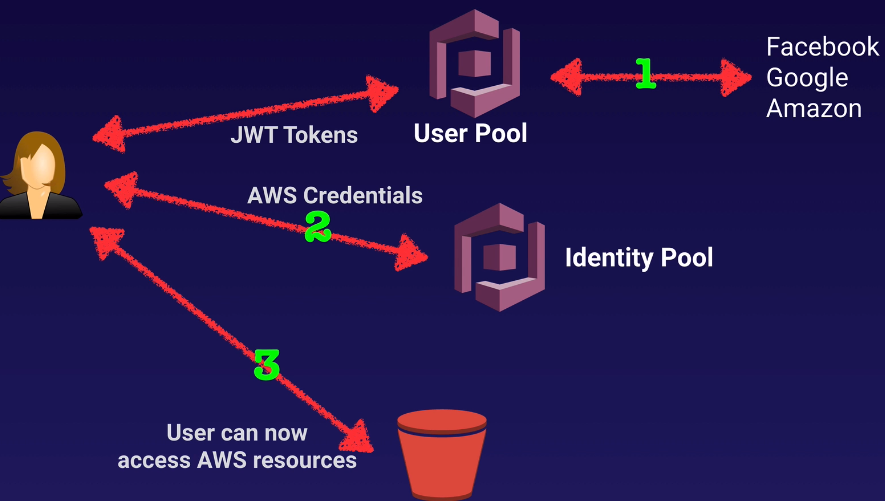 Facebook
Google
Amazon
1
User Pool
JWT Tokens
AWS Credentials
2
Identity Pool
3
User can now
access AWS resources